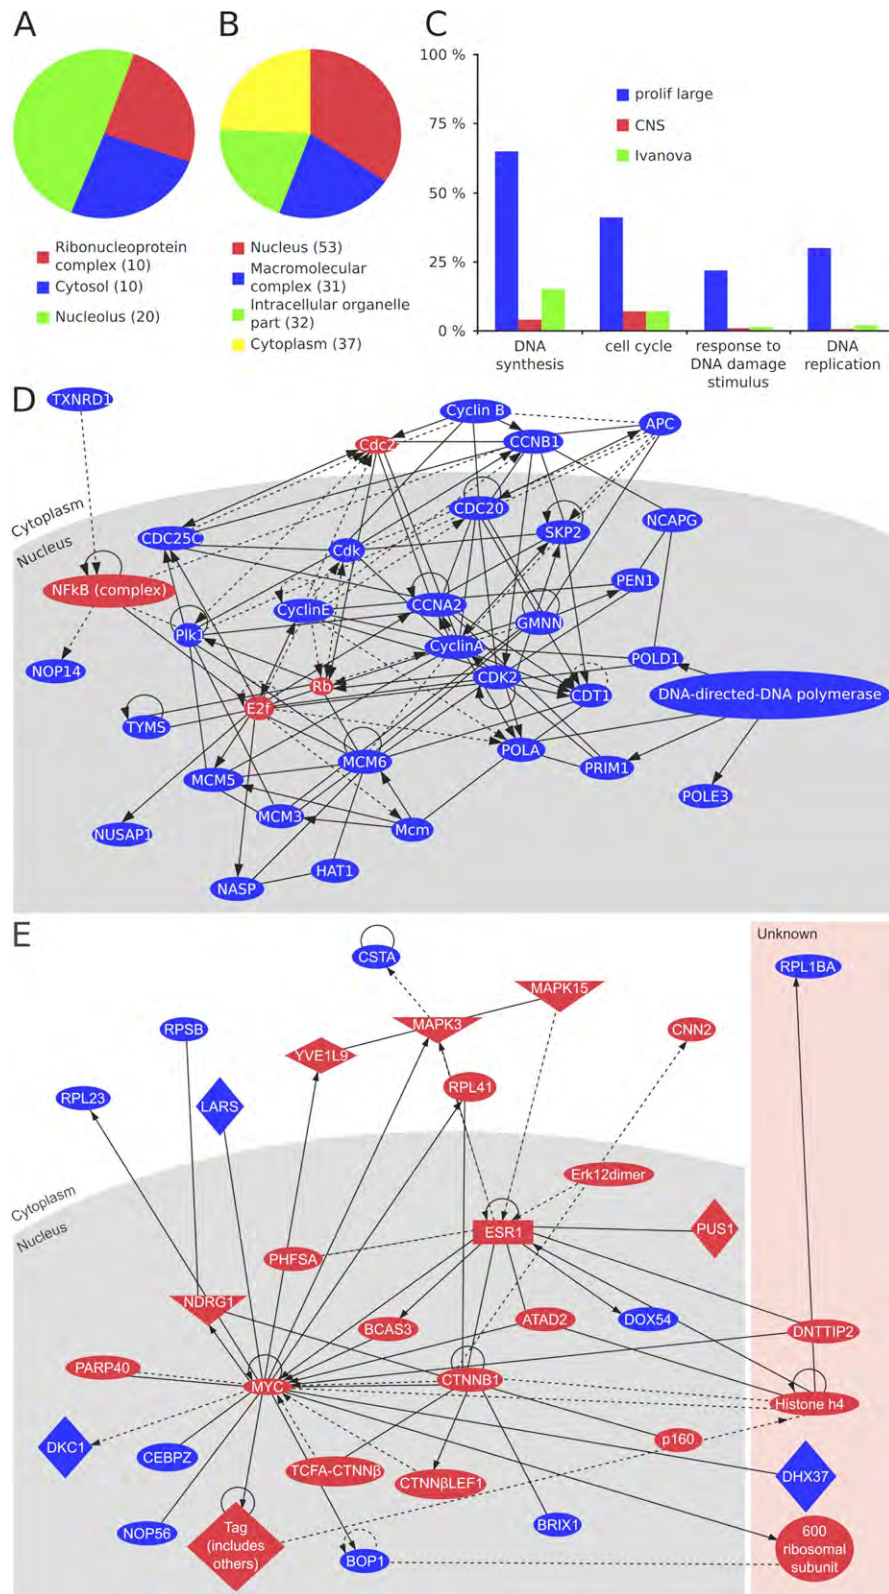 A
B
C
Ribonucleoprotein
complex (10)
Cytosol (10)
Nucleolus (20)
Nucleus (53)
Macromolecular
complex (31)
Intracellular organelle
part (32)
Cytoplasm (37)
100 %
75 %
50 %
25 %
0 %
prolif large
CNS
Ivanova
DNA
synthesis
cell cycle
response to
DNA damage
stimulus
DNA
replication
D
TXNRD1
Cyclin B
APC
Cdc2
CCNB1
Cytoplasm
Nucleus
CDC20
NCAPG
CDC25C
SKP2
Cdk
NFkB (complex)
PEN1
CyclinE
CCNA2
GMNN
Plk1
CyclinA
NOP14
POLD1
CDK2
Rb
CDT1
DNA-directed-DNA polymerase
E2f
TYMS
POLA
MCM6
PRIM1
MCM5
POLE3
MCM3
Mcm
NUSAP1
HAT1
NASP
E
Unknown
CSTA
RPL1BA
MAPK15
RPSB
MAPK3
CNN2
YVE1L9
RPL41
RPL23
LARS
Cytoplasm
Nucleus
Erk12dimer
ESR1
PUS1
PHFSA
NDRG1
BCAS3
ATAD2
DOX54
DNTTIP2
PARP40
MYC
CTNNB1
Histone h4
DKC1
CEBPZ
p160
TCFA-CTNNβ
CTNNβLEF1
DHX37
NOP56
Tag
(includes
others)
BRIX1
BOP1
600
ribosomal
subunit